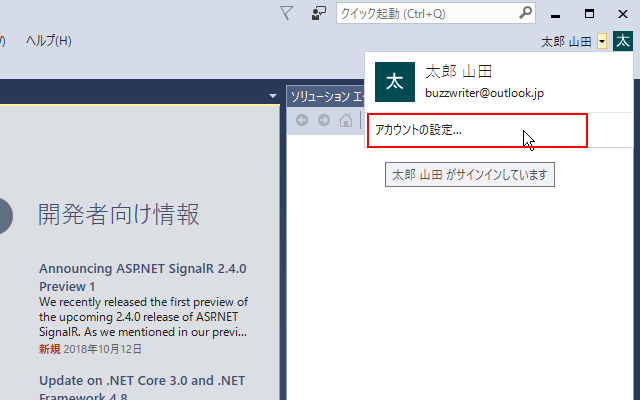 クイック起動 (Ctrl+Q)
ヘルプ(H)
太郎 山田
太
太
太郎 山田
buzzwriter@outlook.jp
アカウントの設定...
太郎 山田 がサインインしています
ソリューション エ
開発者向け情報
Announcing ASP.NET SignalR 2.4.0
Preview 1
We recently released the first preview of
the upcoming 2.4.0 release of ASP.NET
SignalR. As we mentioned in our previ...
新規 2018年10月12日
Update on .NET Core 3.0 and .NET
Framework 4.8